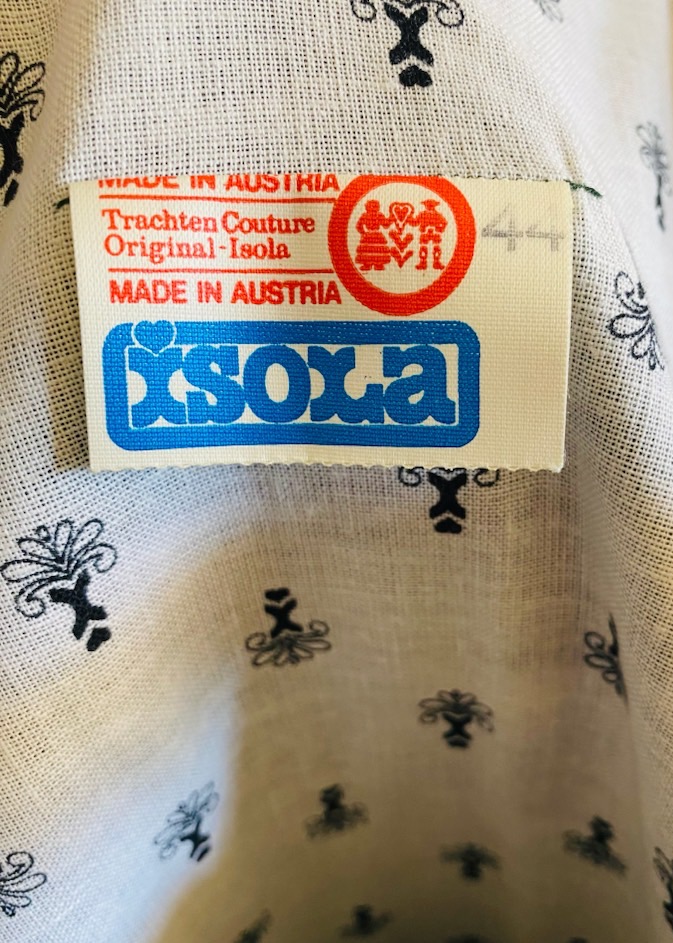 MADE IN AUSTRIA
Trachten Couture
Original-Isola
44
MADE IN AUSTRIA
isola